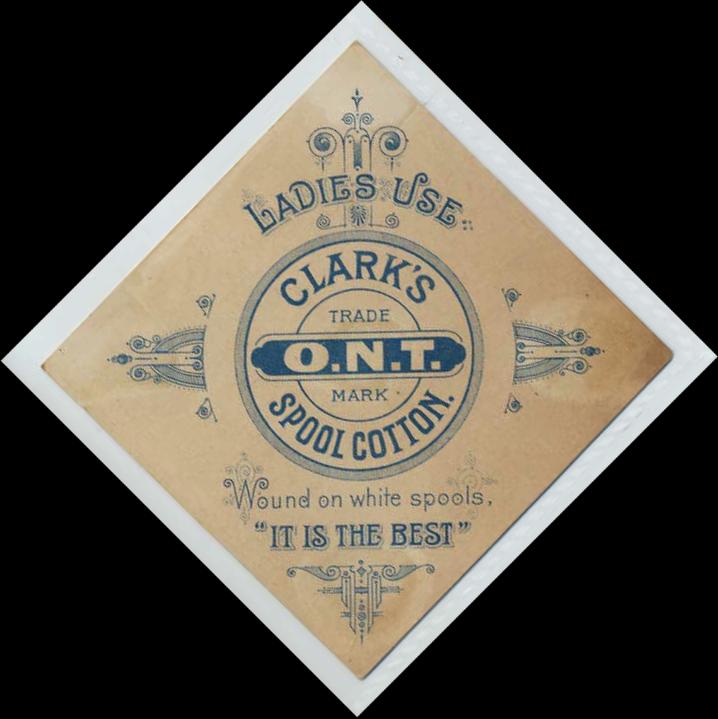 LADIES USE
CLARK'S
TRADE
O.N.T.
MARK
SPOOL COTTON.
Wound on white spools,
"IT IS THE BEST"